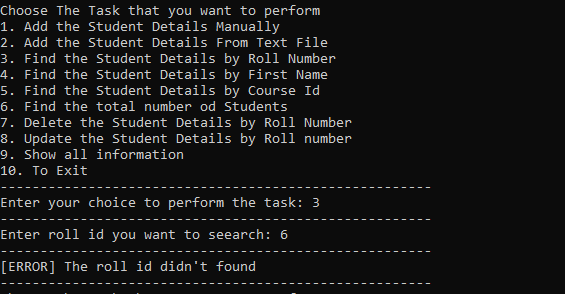 Choose The Task that you want to perform
1. Add the Student Details Manually
2. Add the Student Details From Text File
3. Find the Student Details by Roll Number
4. Find the Student Details by First Name
5. Find the Student Details by Course Id
6. Find the total number od Students
7. Delete the Student Details by Roll Number
8. Update the Student Details by Roll number
9. Show all information
10. To Exit
------------------------------------------------------
Enter your choice to perform the task: 3
------------------------------------------------------
Enter roll id you want to seearch: 6
------------------------------------------------------
[ERROR] The roll id didn't found
------------------------------------------------------